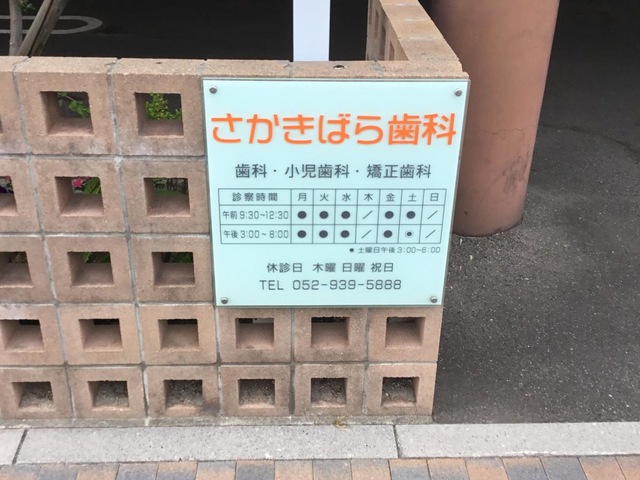 さかきばら歯科
歯科・小児歯科・矯正歯科
診察時間 月 火 水 木 金 土 日
午前 9:30~12:30 ● ● ● / ● ● /
午後 3:00~8:00 ● ● ● / ● ◉ /
◉ 土曜日午後 3:00~6:00
休診日 木曜 日曜 祝日
TEL 052-939-5888